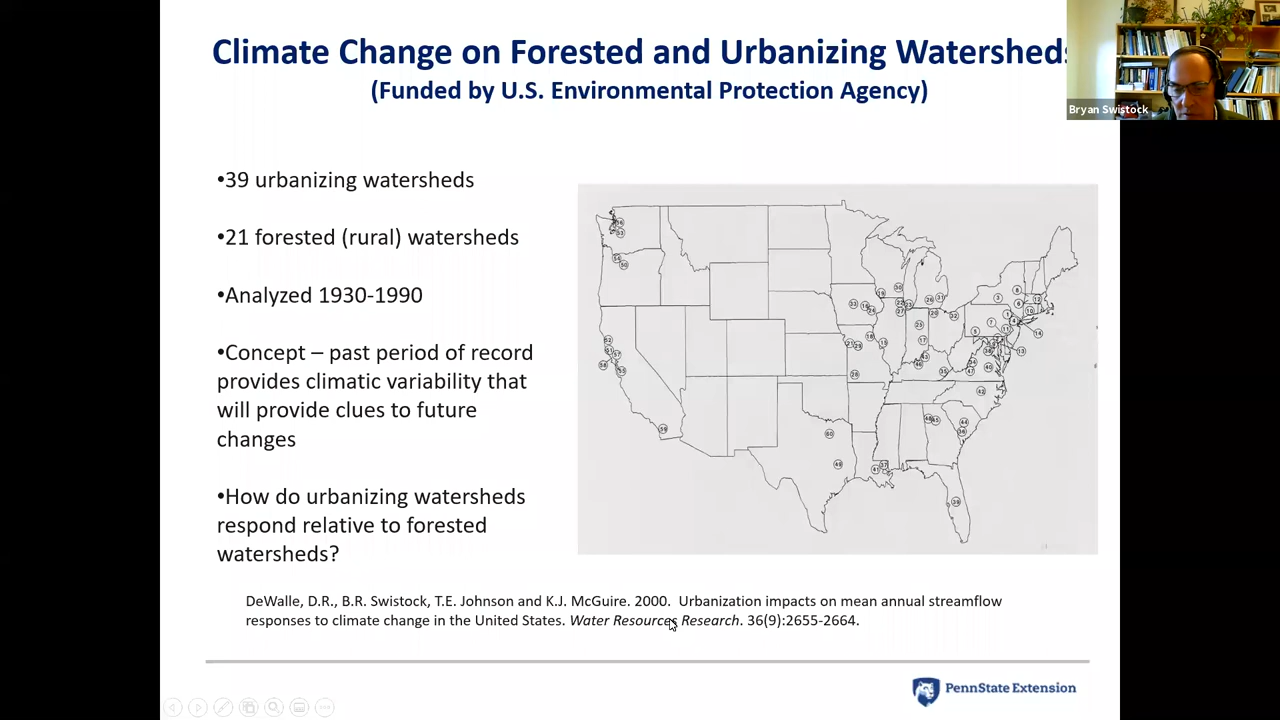 Climate Change on Forested and Urbanizing Watersheds
(Funded by U.S. Environmental Protection Agency)
Bryan Swistock
•39 urbanizing watersheds
•21 forested (rural) watersheds
•Analyzed 1930-1990
•Concept – past period of record
provides climatic variability that
will provide clues to future
changes
•How do urbanizing watersheds
respond relative to forested
watersheds?
DeWalle, D.R., B.R. Swistock, T.E. Johnson and K.J. McGuire. 2000. Urbanization impacts on mean annual streamflow
responses to climate change in the United States. Water Resources Research. 36(9):2655-2664.
PennState Extension